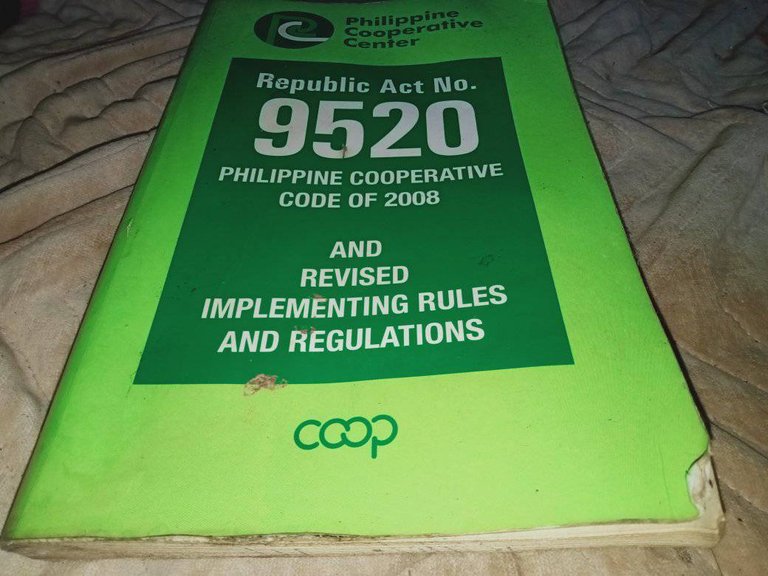 Philippine
Cooperative
Center
Republic Act No.
9520
PHILIPPINE COOPERATIVE
CODE OF 2008
AND
REVISED
IMPLEMENTING RULES
AND REGULATIONS
coop